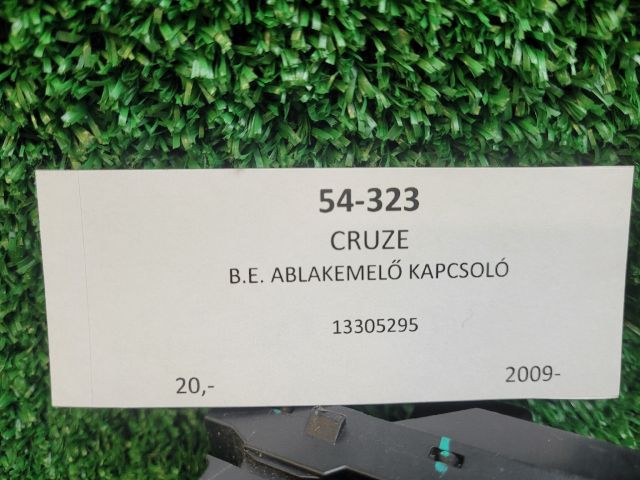 54-323
CRUZE
B.E. ABLAKEMELŐ KAPCSOLÓ
13305295
20,-
2009-